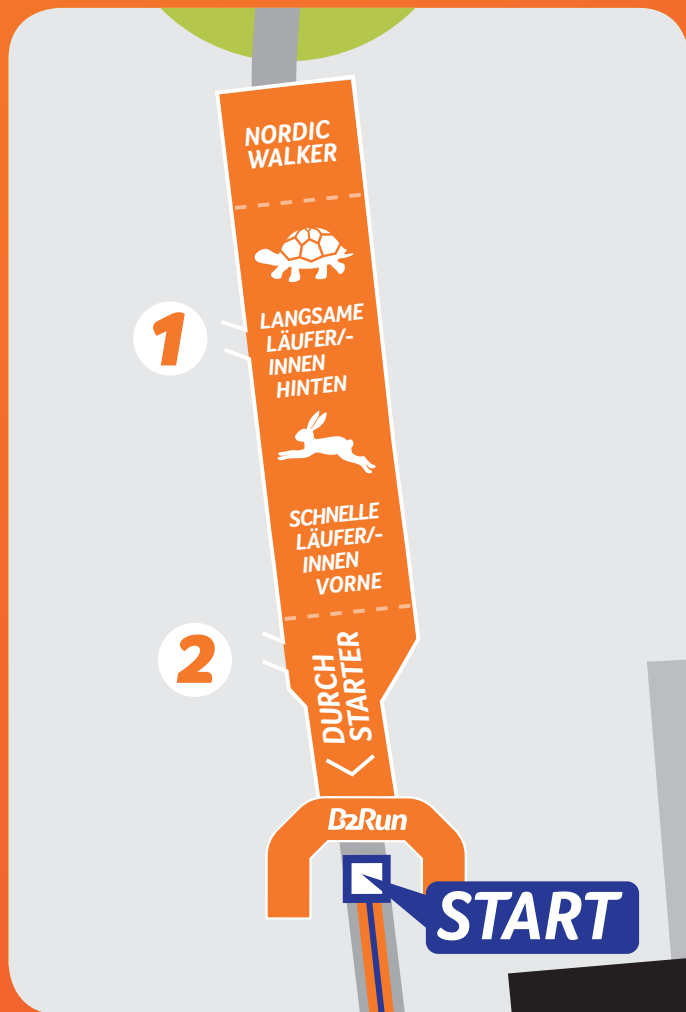 NORDIC
WALKER
1
LANGSAME
LÄUFER/-
INNEN
HINTEN
SCHNELLE
LÄUFER/-
INNEN
VORNE
2
DURCH
STARTER
B2Run
START